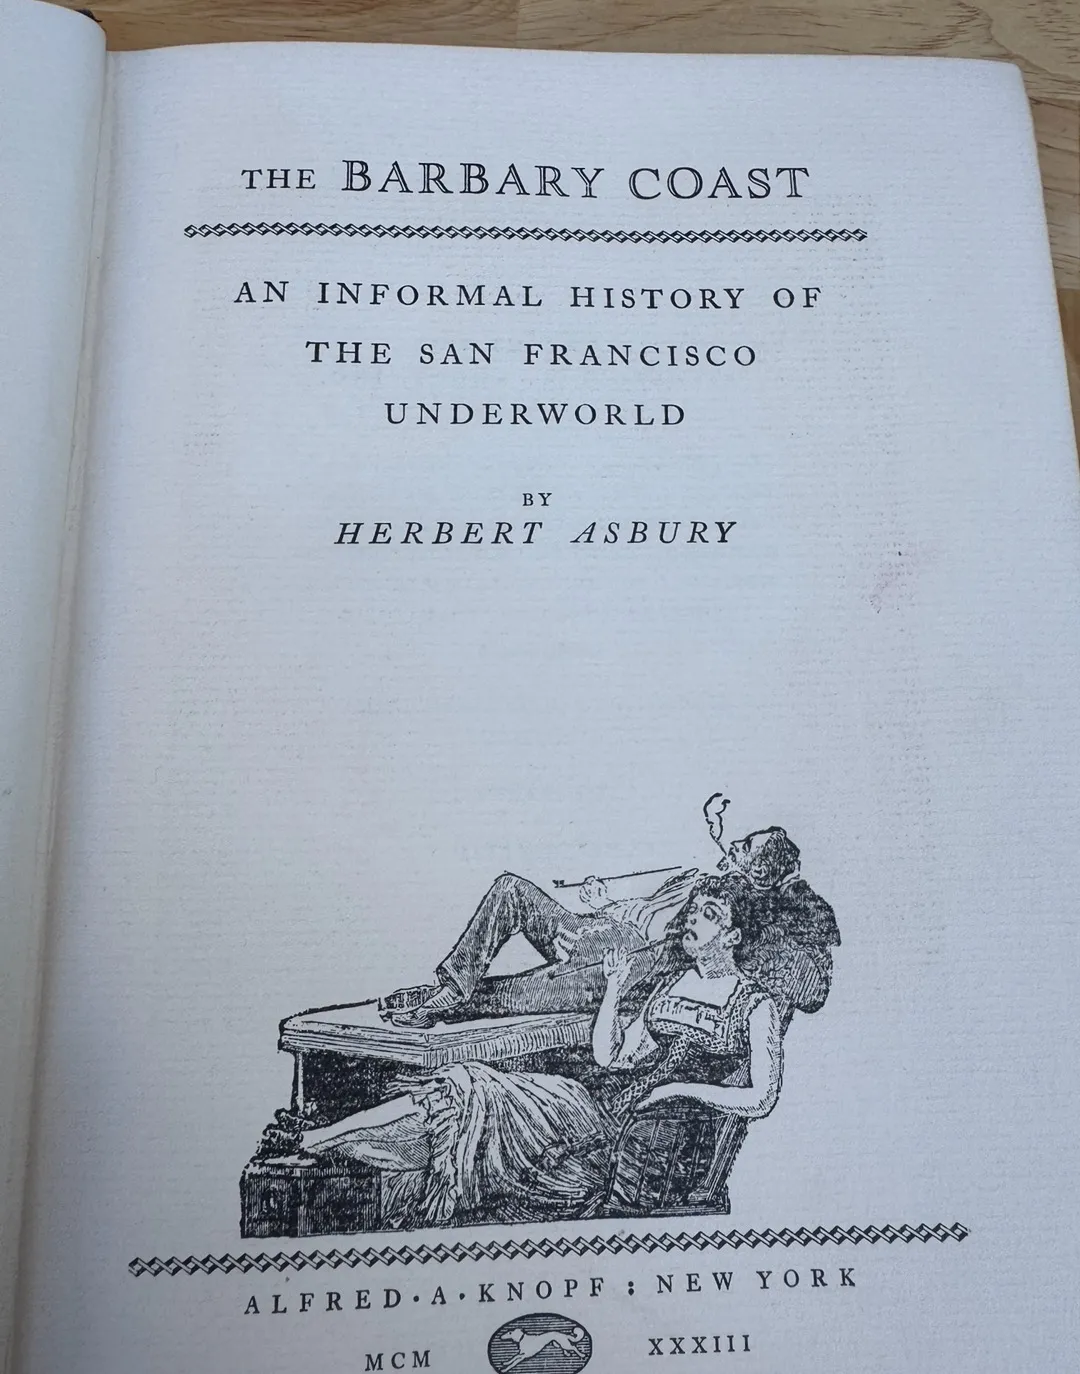 THE BARBARY COAST
AN INFORMAL HISTORY OF
THE SAN FRANCISCO
UNDERWORLD
BY
HERBERT ASBURY
ALFRED · A · KNOPF : NEW YORK
MCM XXXIII